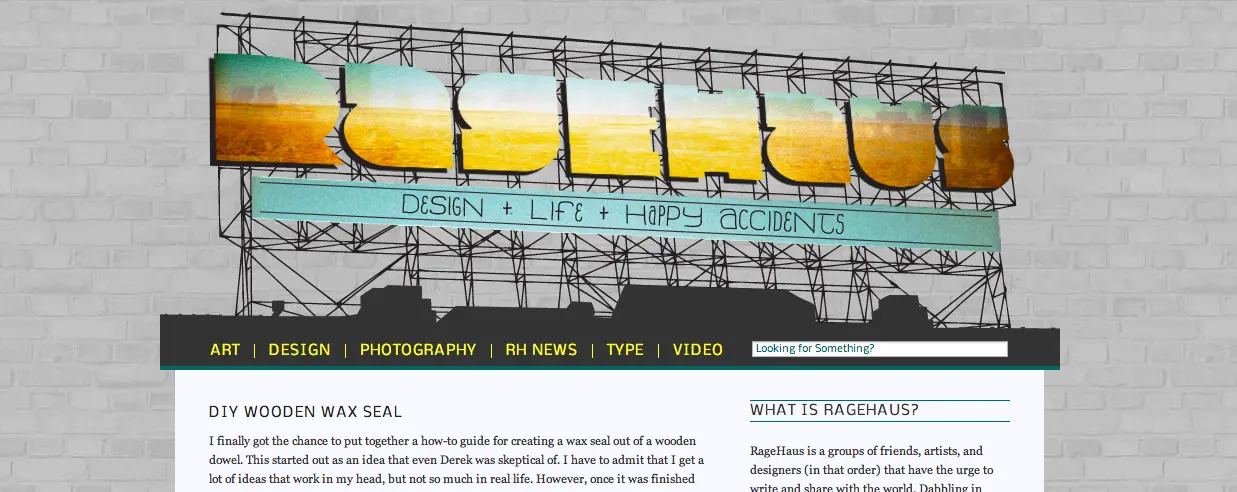 RAGEHAUS
DESIGN + LIFE + HAPPY ACCIDENTS
ART | DESIGN | PHOTOGRAPHY | RH NEWS | TYPE | VIDEO
Looking for Something?
DIY WOODEN WAX SEAL
I finally got the chance to put together a how-to guide for creating a wax seal out of a wooden
dowel. This started out as an idea that even Derek was skeptical of. I have to admit that I get a
lot of ideas that work in my head, but not so much in real life. However, once it was finished
WHAT IS RAGEHAUS?
RageHaus is a groups of friends, artists, and
designers (in that order) that have the urge to
write and share with the world. Dabbling in